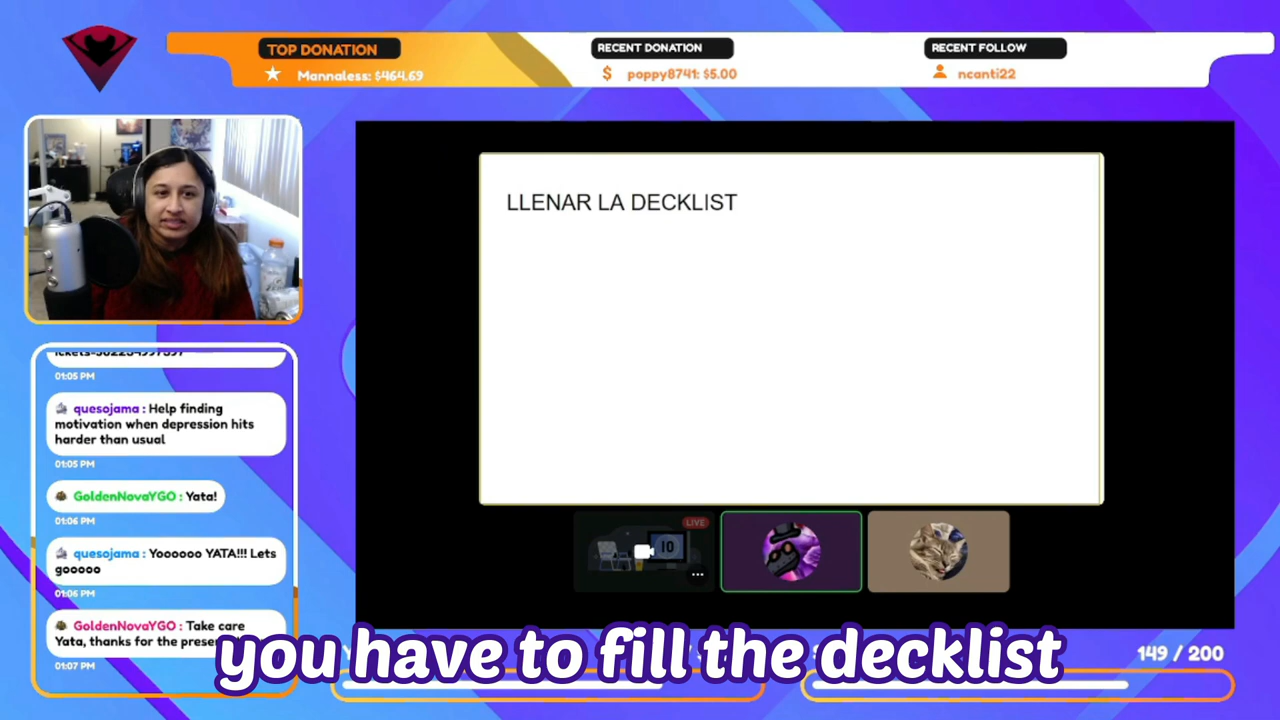 TOP DONATION
Mannaless: $464.69
RECENT DONATION
$ poppy8741: $5.00
RECENT FOLLOW
ncanti22
LLENAR LA DECKLIST
01:05 PM
quesojama : Help finding
motivation when depression hits
harder than usual
01:05 PM
GoldenNovaYGO : Yata!
01:06 PM
quesojama : Yoooooo YATA!!! Lets
gooooo
01:06 PM
GoldenNovaYGO : Take care
Yata, thanks for the
01:07 PM
LIVE
10
149 / 200
you have to fill the decklist